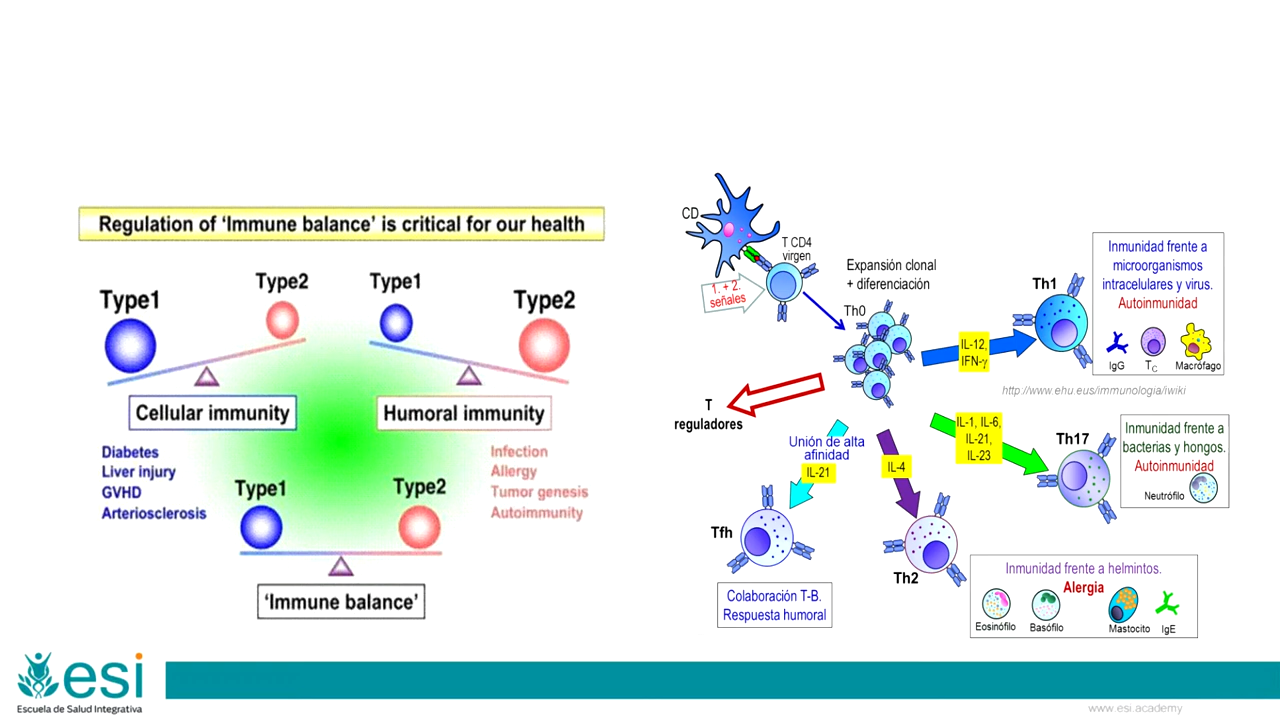 Regulation of ‘Immune balance’ is critical for our health
Type1
Type2
Type1
Type2
Cellular immunity
Humoral immunity
Diabetes
Liver injury
GVHD
Arteriosclerosis
Infection
Allergy
Tumor genesis
Autoimmunity
Type1
Type2
‘Immune balance’
CD
T CD4
virgen
1. + 2.
señales
Expansión clonal
+ diferenciación
Th0
IL-12,
IFN-γ
Th1
Inmunidad frente a
microorganismos
intracelulares y virus.
Autoinmunidad
IgG
TC
Macrófago
http://www.ehu.eus/immunologia/iwiki
T
reguladores
Unión de alta
afinidad
IL-21
IL-4
IL-1, IL-6,
IL-21,
IL-23
Th17
Inmunidad frente a
bacterias y hongos.
Autoinmunidad
Neutrófilo
Tfh
Colaboración T-B.
Respuesta humoral
Th2
Inmunidad frente a helmintos.
Alergia
Eosinófilo
Basófilo
Mastocito
IgE
esi
Escuela de Salud Integrativa
www.esi.academy